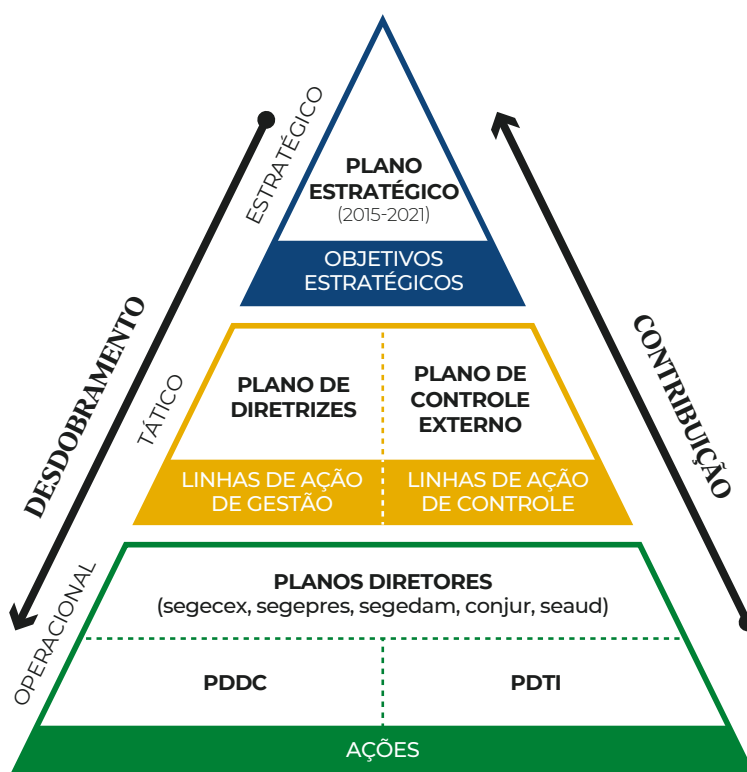 ESTRATÉGICO
PLANO
ESTRATÉGICO
(2015-2021)
OBJETIVOS
ESTRATÉGICOS
DESDOBRAMENTO
CONTRIBUIÇÃO
TÁTICO
PLANO DE
DIRETRIZES
PLANO DE
CONTROLE
EXTERNO
LINHAS DE AÇÃO
DE GESTÃO
LINHAS DE AÇÃO
DE CONTROLE
OPERACIONAL
PLANOS DIRETORES
(segecex, segepres, segedam, conjur, seaud)
PDDC
PDTI
AÇÕES